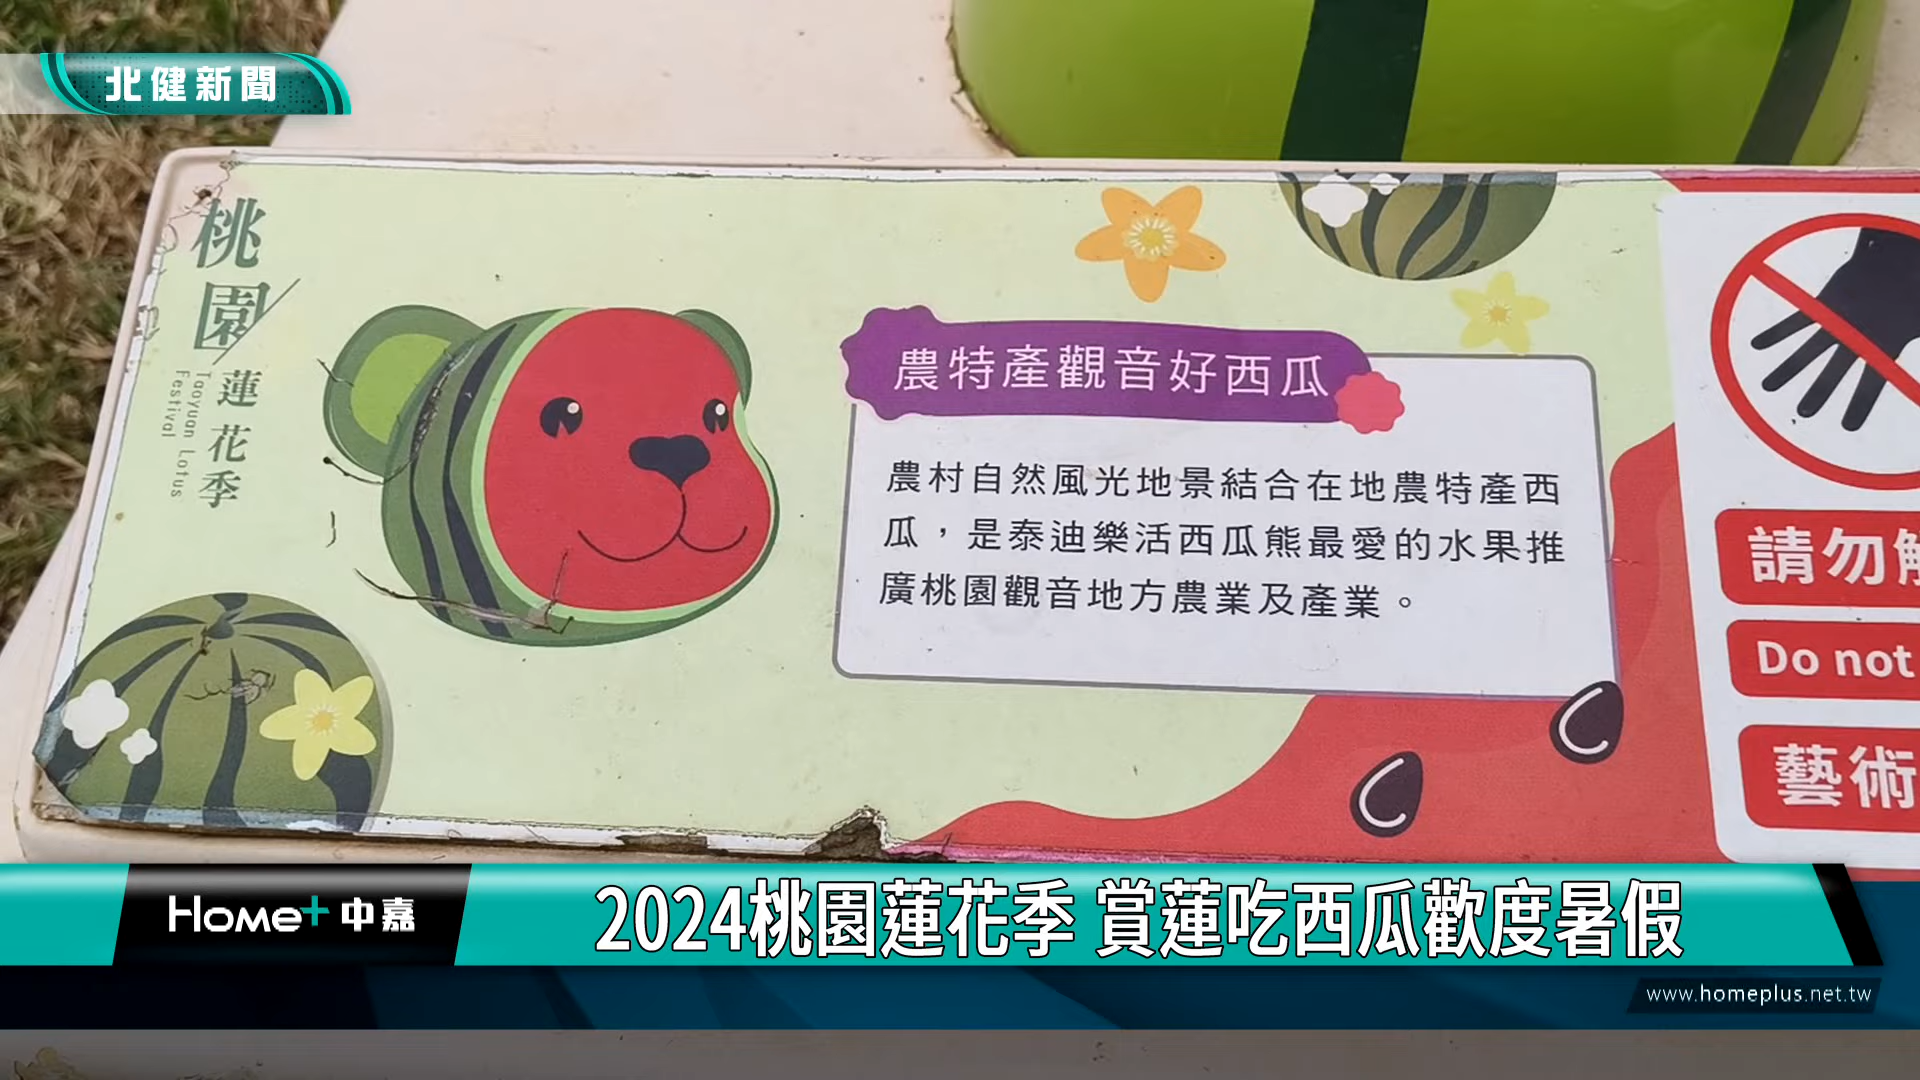 北健新聞
桃園
蓮花季
Taoyuan Lotus
Festival
農特產觀音好西瓜
農村自然風光地景結合在地農特產西
瓜，是泰迪樂活西瓜熊最愛的水果推
廣桃園觀音地方農業及產業。
請勿觸
Do not
藝術
Home+中嘉
2024桃園蓮花季 賞蓮吃西瓜歡度暑假
www.homeplus.net.tw